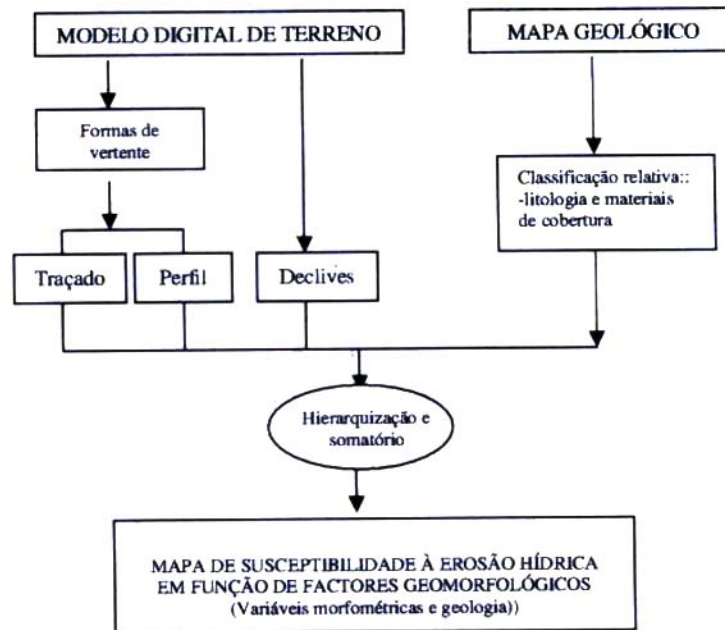 MODELO DIGITAL DE TERRENO
MAPA GEOLÓGICO
Formas de
vertente
Classificação relativa::
-litologia e materiais
de cobertura
Traçado
Perfil
Declives
Hierarquização e
somatório
MAPA DE SUSCEPTIBILIDADE À EROSÃO HÍDRICA
EM FUNÇÃO DE FACTORES GEOMORFOLÓGICOS
(Variáveis morfométricas e geologia))